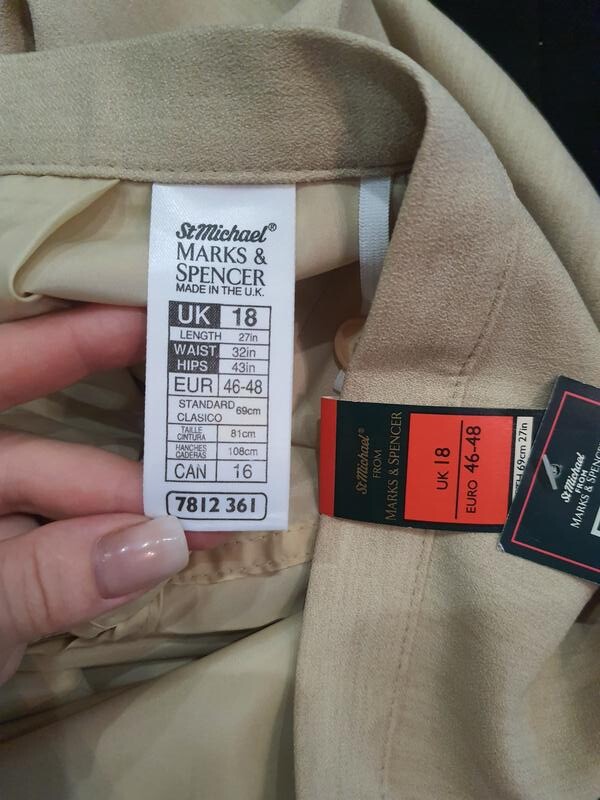 St Michael®
MARKS &
SPENCER
MADE IN THE U.K.
UK 18
LENGTH 27in
WAIST 32in
HIPS 43in
EUR 46-48
STANDARD 69cm
CLASICO
TAILLE 81cm
CINTURA
HANCHES 108cm
CADERAS
CAN 16
7812 361
St Michael
FROM
MARKS & SPENCER
UK 18
EURO 46-48
69cm 27in
St Michael
FROM
MARKS & SPENCER